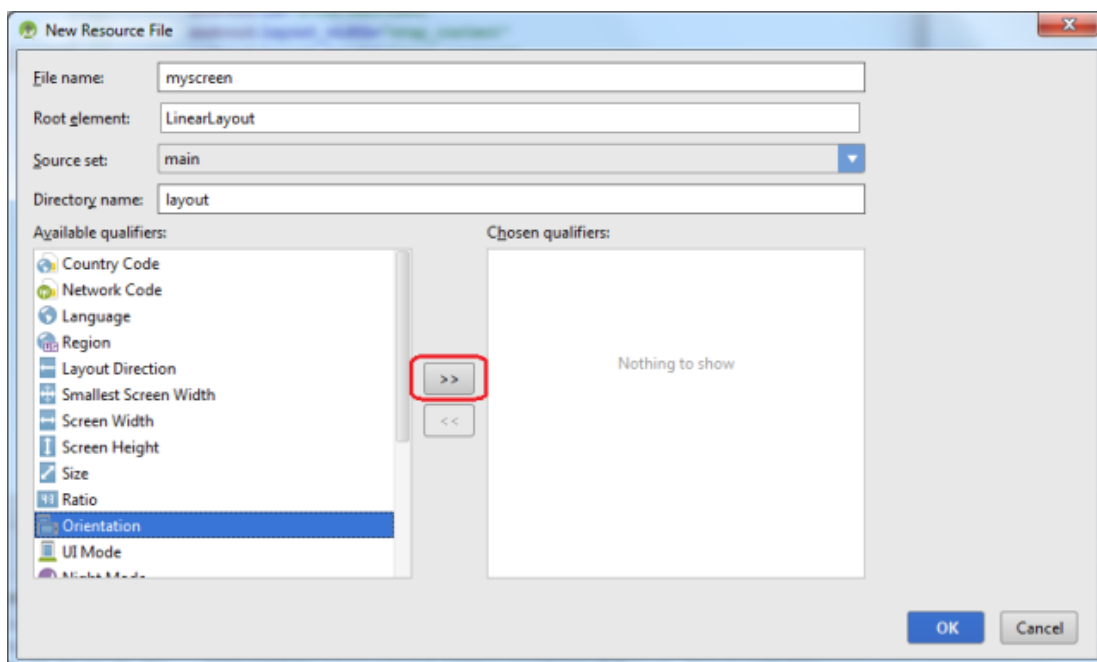 New Resource File
File name: myscreen
Root element: LinearLayout
Source set: main
Directory name: layout
Available qualifiers:
Chosen qualifiers:
Country Code
Network Code
Language
Region
Layout Direction
Smallest Screen Width
Screen Width
Screen Height
Size
Ratio
Orientation
UI Mode
Night Mode
>>
<<
Nothing to show
OK
Cancel